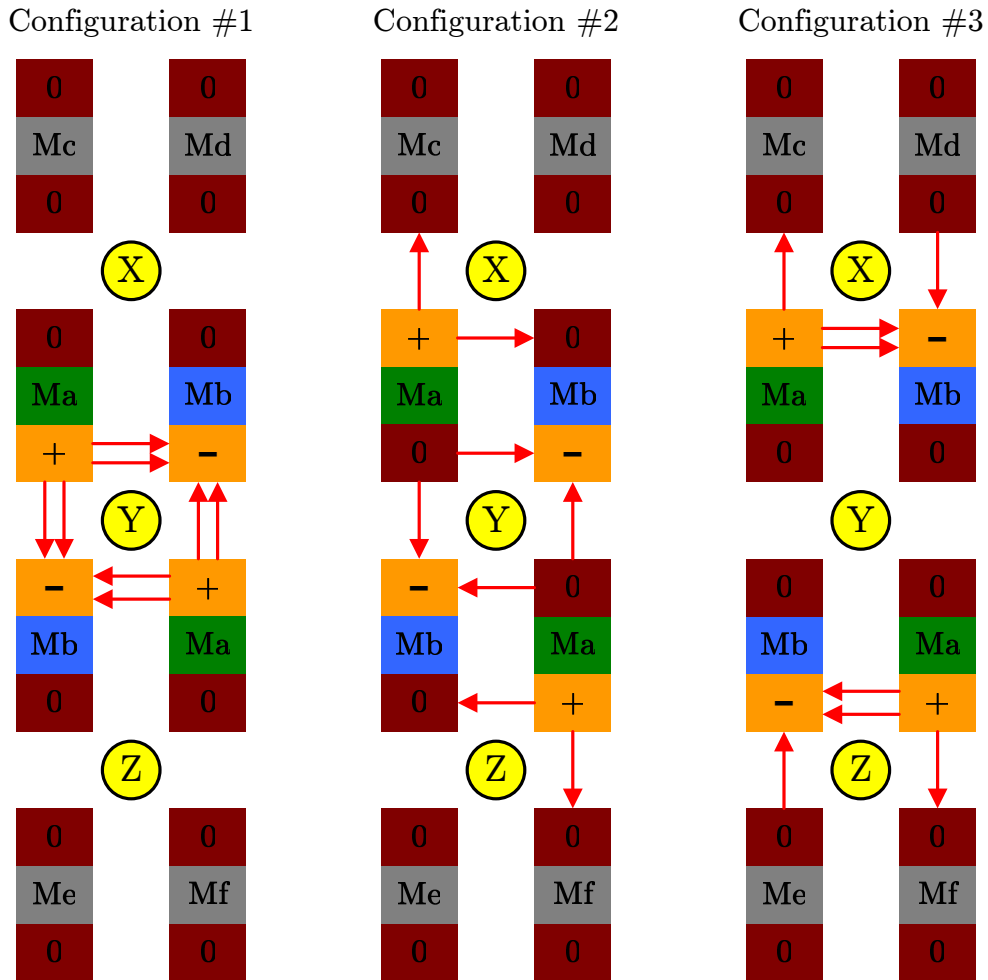 Configuration #1 Configuration #2 Configuration #3
0 0 0 0 0 0
Mc Md Mc Md Mc Md
0 0 0 0 0 0
X X X
0 0 + 0 + -
Ma Mb Ma Mb Ma Mb
+ - 0 - 0 0
Y Y Y
- + - 0 0 0
Mb Ma Mb Ma Mb Ma
0 0 0 + - +
Z Z Z
0 0 0 0 0 0
Me Mf Me Mf Me Mf
0 0 0 0 0 0